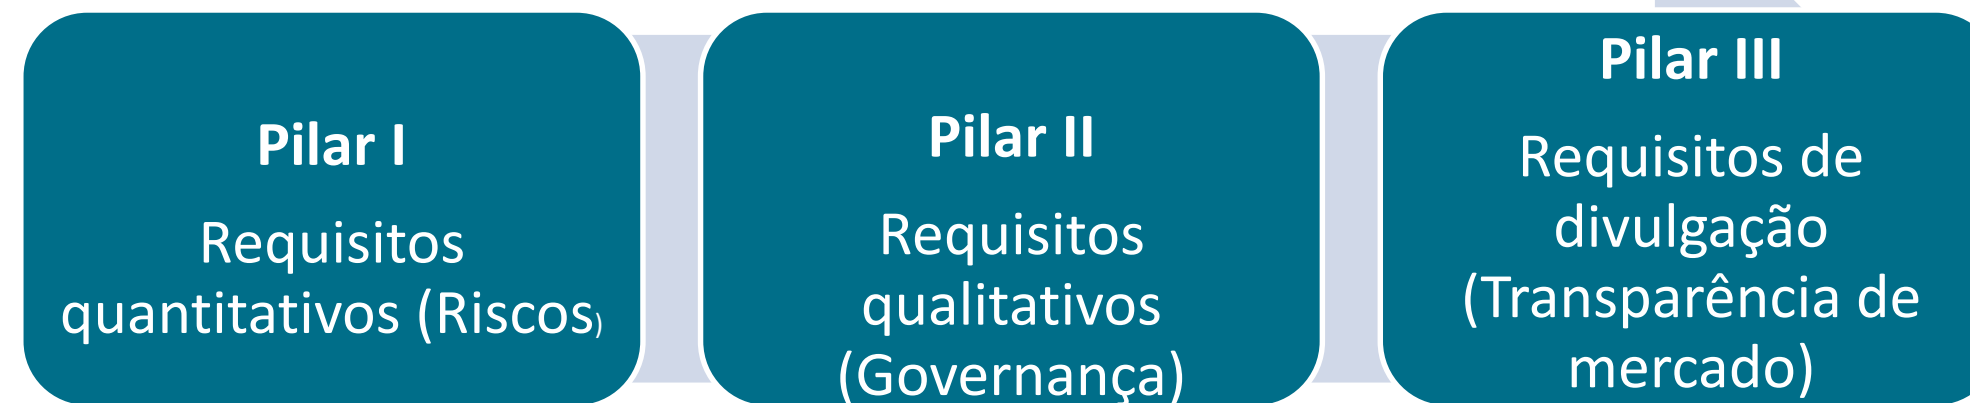 Pilar I
Requisitos
quantitativos (Riscos)
Pilar II
Requisitos
qualitativos
(Governança)
Pilar III
Requisitos de
divulgação
(Transparência de
mercado)